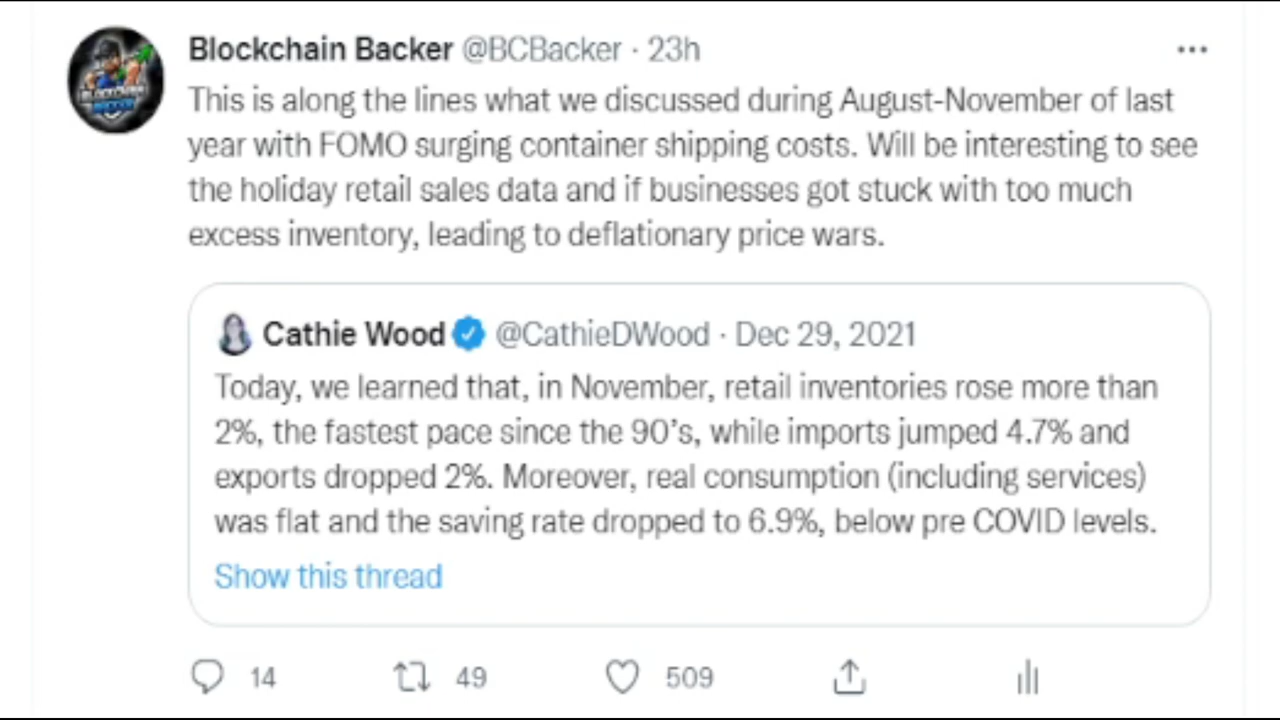 Blockchain Backer @BCBacker · 23h
This is along the lines what we discussed during August-November of last
year with FOMO surging container shipping costs. Will be interesting to see
the holiday retail sales data and if businesses got stuck with too much
excess inventory, leading to deflationary price wars.
Cathie Wood @CathieDWood · Dec 29, 2021
Today, we learned that, in November, retail inventories rose more than
2%, the fastest pace since the 90's, while imports jumped 4.7% and
exports dropped 2%. Moreover, real consumption (including services)
was flat and the saving rate dropped to 6.9%, below pre COVID levels.
Show this thread
14 49 509